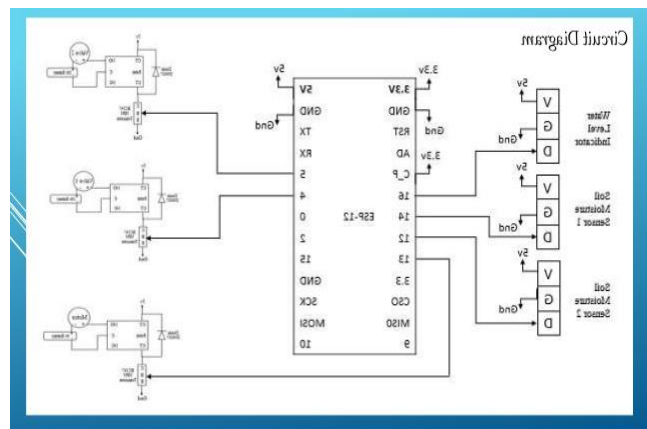 Circuit Diagram
Water
Level
Indicator
V
G
D
5v
Gnd
Soil
Moisture
Sensor 1
V
G
D
Gnd
5v
Soil
Moisture
Sensor 2
V
G
D
5v
Gnd
3.3v
Gnd
3.3v
3.3V
GND
RST
AD
C_P
16
14
12
13
3.3
CSO
MISO
9
ESP-12
5V
GND
TX
RX
5
4
0
2
15
GND
SCK
MOSI
10
5v
Gnd
Valve 2
Gnd
Valve 1
Gnd
Motor
Gnd